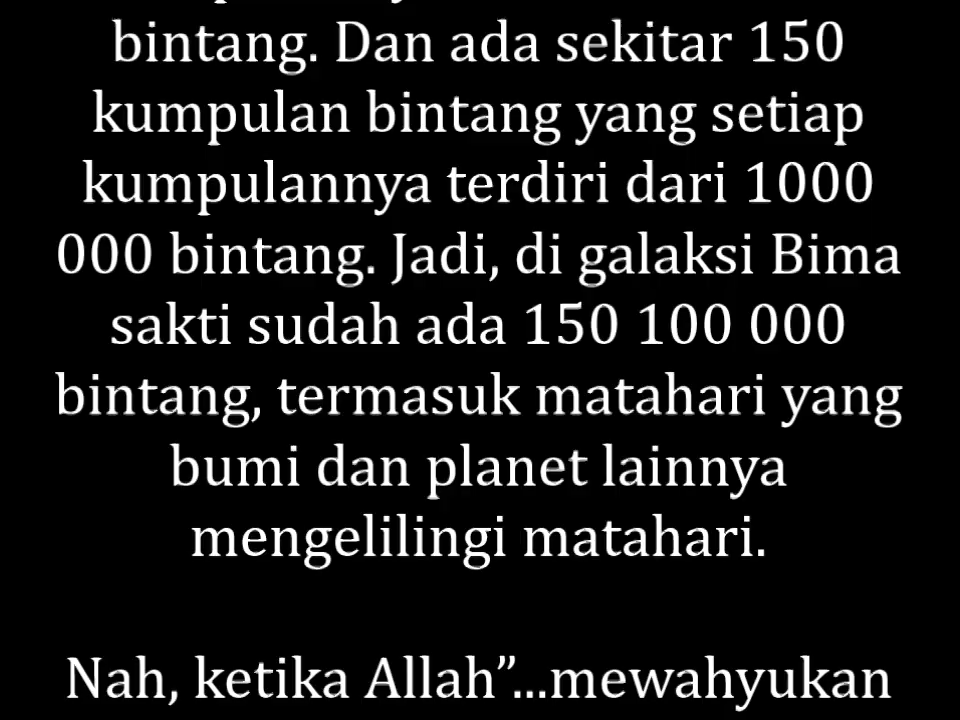 bintang. Dan ada sekitar 150
kumpulan bintang yang setiap
kumpulannya terdiri dari 1000
000 bintang. Jadi, di galaksi Bima
sakti sudah ada 150 100 000
bintang, termasuk matahari yang
bumi dan planet lainnya
mengelilingi matahari.
Nah, ketika Allah”...mewahyukan